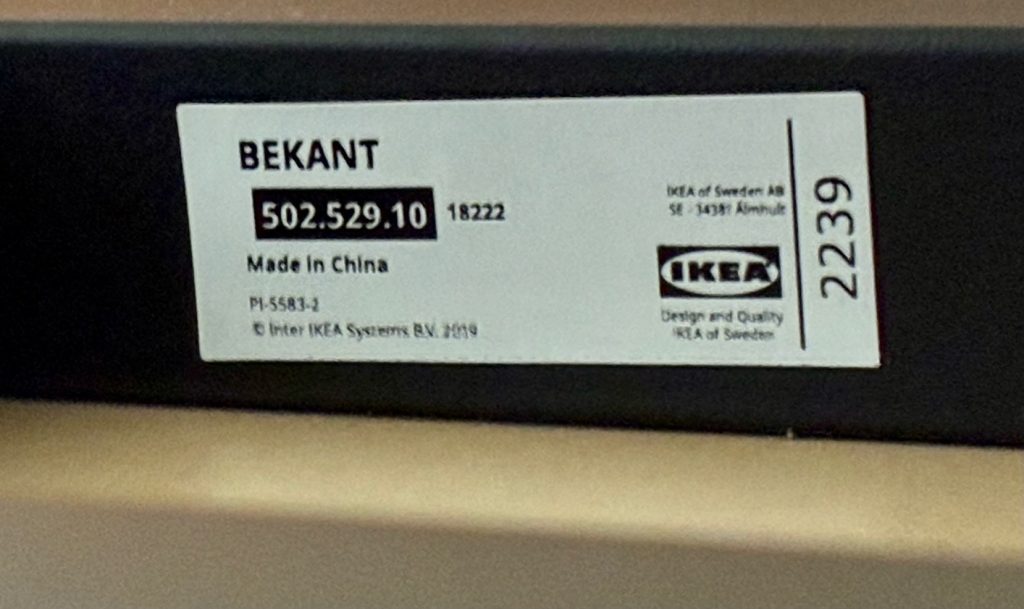 BEKANT
502.529.10 18222
Made in China
PI-5583-2
© Inter IKEA Systems B.V. 2019
IKEA of Sweden AB
SE - 34381 Älmhult
IKEA
Design and Quality
IKEA of Sweden
2239